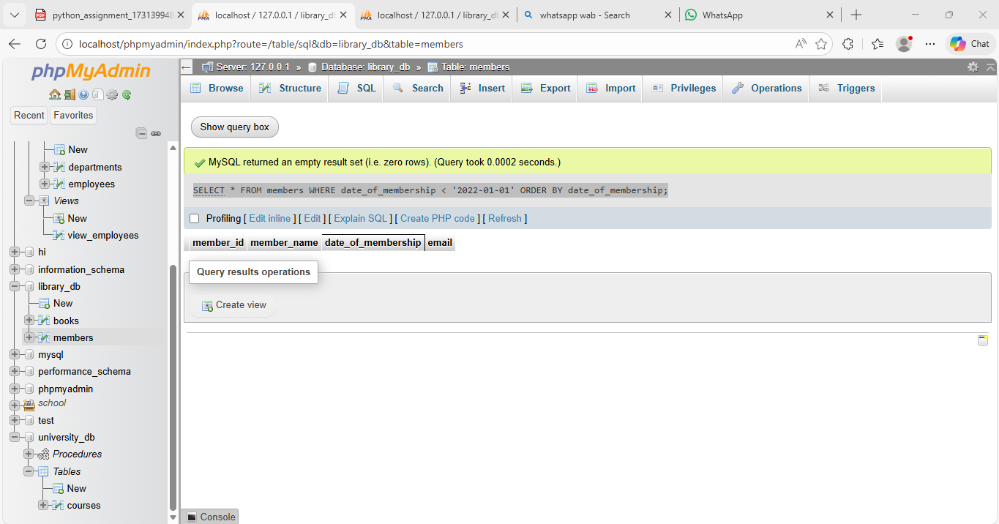 python_assignment_173139948
localhost / 127.0.0.1 / library_db
localhost / 127.0.0.1 / library_db
whatsapp wab - Search
WhatsApp
localhost/phpmyadmin/index.php?route=/table/sql&db=library_db&table=members
Chat
phpMyAdmin
Recent Favorites
New
departments
employees
Views
New
view_employees
hi
information_schema
library_db
New
books
members
mysql
performance_schema
phpmyadmin
school
test
university_db
Procedures
Tables
New
courses
Server: 127.0.0.1 » Database: library_db » Table: members
Browse Structure SQL Search Insert Export Import Privileges Operations Triggers
Show query box
MySQL returned an empty result set (i.e. zero rows). (Query took 0.0002 seconds.)
SELECT * FROM members WHERE date_of_membership < '2022-01-01' ORDER BY date_of_membership;
Profiling [ Edit inline ] [ Edit ] [ Explain SQL ] [ Create PHP code ] [ Refresh ]
member_id member_name date_of_membership email
Query results operations
Create view
Console